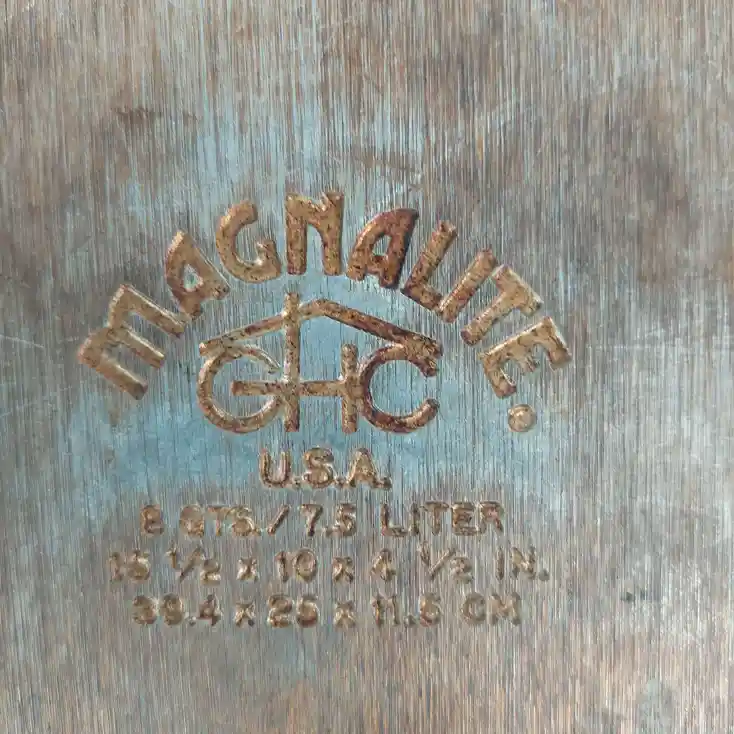 MAGNALITE®
GHC
U.S.A.
8 QTS./7.5 LITER
15 1/2 x 10 x 4 1/2 IN.
39.4 x 25 x 11.5 CM